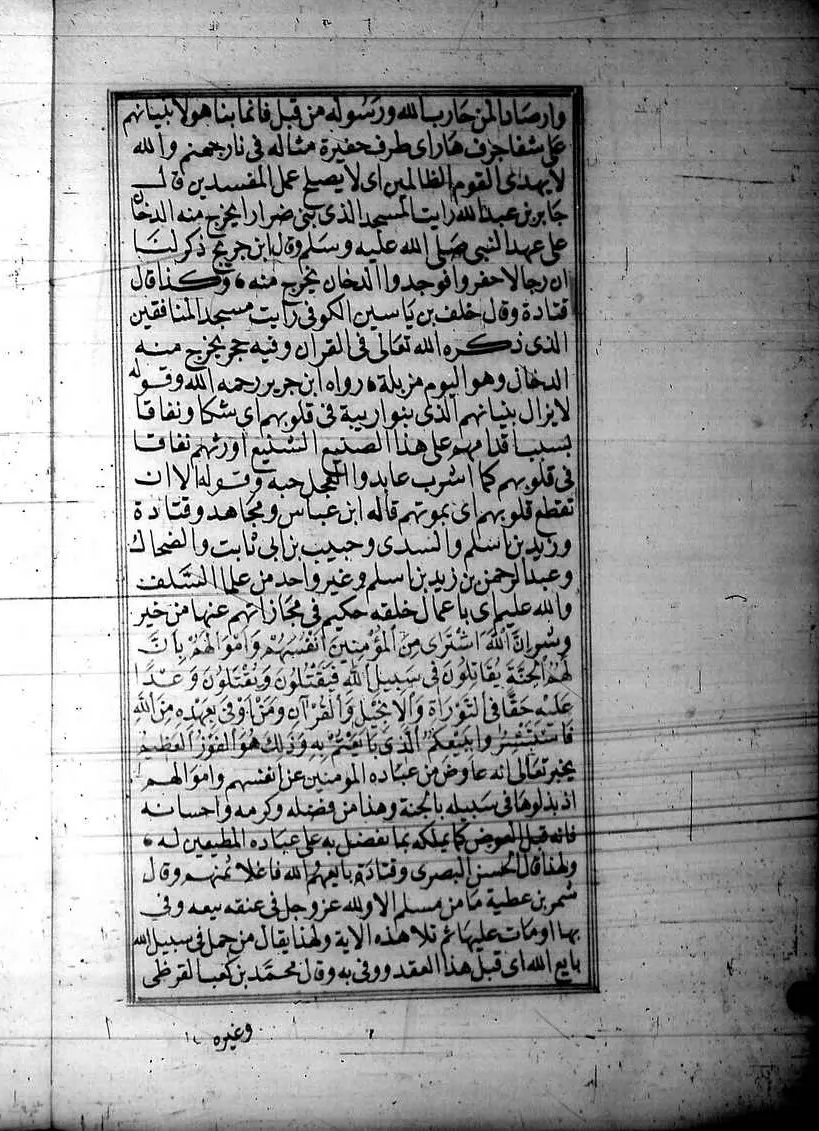 وارصادا لمن حارب الله ورسوله من قبل فانما بنا هولا بنيانهم
على شفا جرف هار اى طرف حفيرة مثاله فى نار جهنم والله
لا يهدى القوم الظالمين اى لا يصلح عمل المفسدين قال
جابر بن عبد الله رايت المسجد الذى بنى ضرارا يخرج منه الدخان
على عهد النبى صلى الله عليه وسلم وقال ابن جريج ذكر لنا
ان رجالا حفروا فوجدوا الدخان يخرج منه وكذا قال
قتادة وقال خلف بن ياسين الكوفى رايت مسجد المنافقين
الذى ذكره الله تعالى فى القران وفيه جحر يخرج منه
الدخان وهو اليوم مزبلة رواه ابن جرير رحمه الله وقوله
لا يزال بنيانهم الذى بنوا ريبة فى قلوبهم اى شكا ونفاقا
بسبب اقدامهم على هذا الصنيع الشنيع اورثهم نفاقا
فى قلوبهم كما اشرب عابدوا العجل حبه وقوله الا ان
تقطع قلوبهم اى بموتهم قاله ابن عباس ومجاهد وقتادة
وزيد بن اسلم والسدى وحبيب بن ابى ثابت والضحاك
وعبد الرحمن بن زيد بن اسلم وغير واحد من علما السلف
والله عليم اى باعمال خلقه حكيم فى مجازاتهم عنها من خير
وشر ان الله اشترى من المؤمنين انفسهم واموالهم بان
لهم الجنة يقاتلون فى سبيل الله فيقتلون ويقتلون وعدا
عليه حقا فى التوراة والانجيل والقرآن ومن اوفى بعهده من الله
فاستبشروا ببيعكم الذى بايعتم به وذلك هو الفوز العظيم
يخبر تعالى انه عاوض من عباده المومنين عن انفسهم واموالهم
اذ بذلوها فى سبيله بالجنة وهذا من فضله وكرمه واحسانه
فانه قبل العوض كما يملكه بما تفضل به على عباده المطيعين له
ولهذا قال الحسن البصرى وقتادة بايعهم الله فاغلا ثمنهم وقال
شمر بن عطية ما من مسلم الا ولله عز وجل فى عنقه بيعه وفى
بها او مات عليها ثم تلا هذه الاية ولهذا يقال من حمل فى سبيل الله
بايع الله اى قبل هذا العقد ووفى به وقال محمد بن كعب القرظى
وغيره